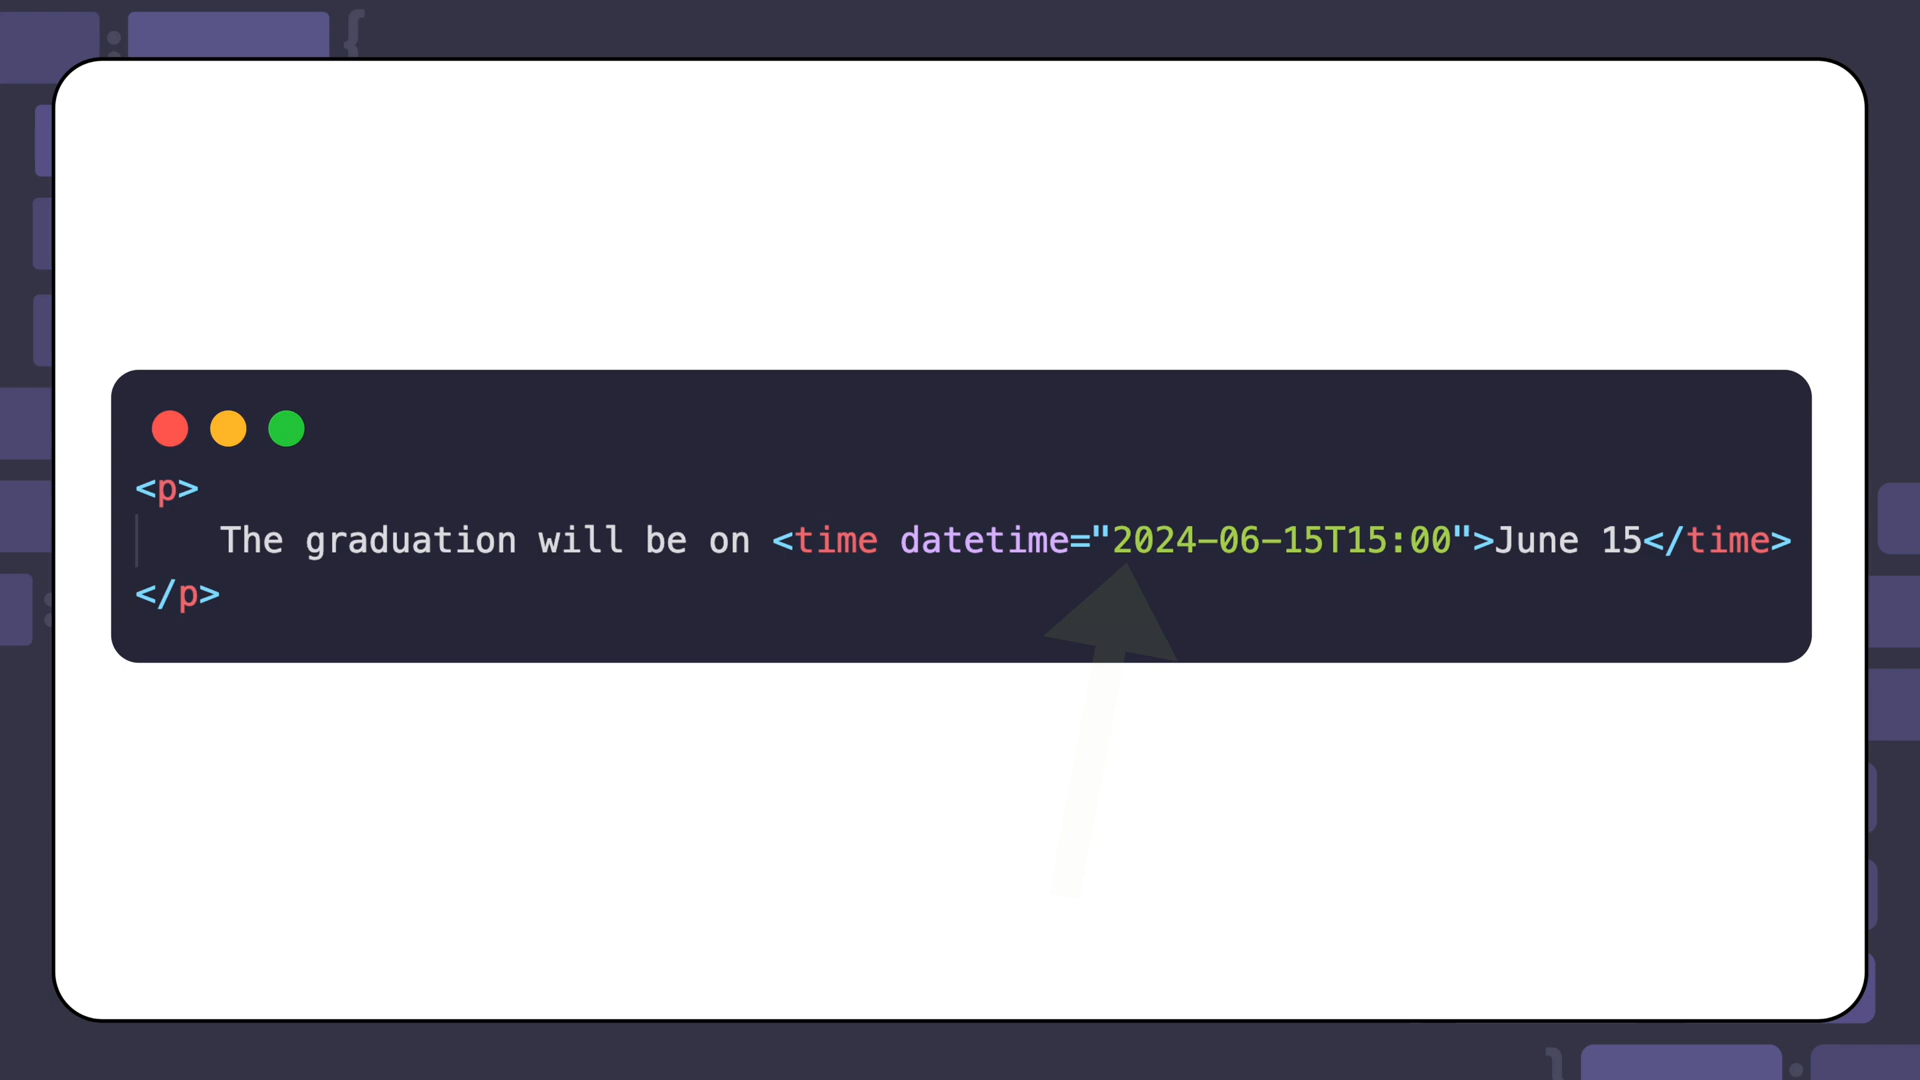 <p>
The graduation will be on <time datetime="2024-06-15T15:00">June 15</time>
</p>